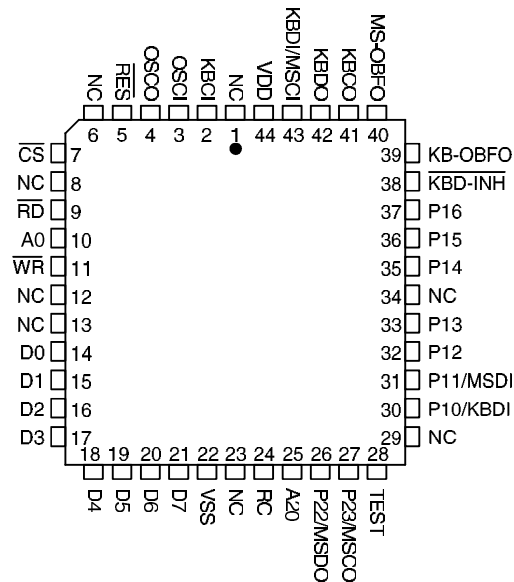 NC
RES
OSCO
OSCI
KBCI
NC
VDD
KBDI/MSCI
KBDO
KBCO
MS-OBFO
6 5 4 3 2 1 44 43 42 41 40
CS 7
NC 8
RD 9
A0 10
WR 11
NC 12
NC 13
D0 14
D1 15
D2 16
D3 17
39 KB-OBFO
38 KBD-INH
37 P16
36 P15
35 P14
34 NC
33 P13
32 P12
31 P11/MSDI
30 P10/KBDI
29 NC
18 19 20 21 22 23 24 25 26 27 28
D4
D5
D6
D7
VSS
NC
RC
A20
P22/MSDO
P23/MSCO
TEST